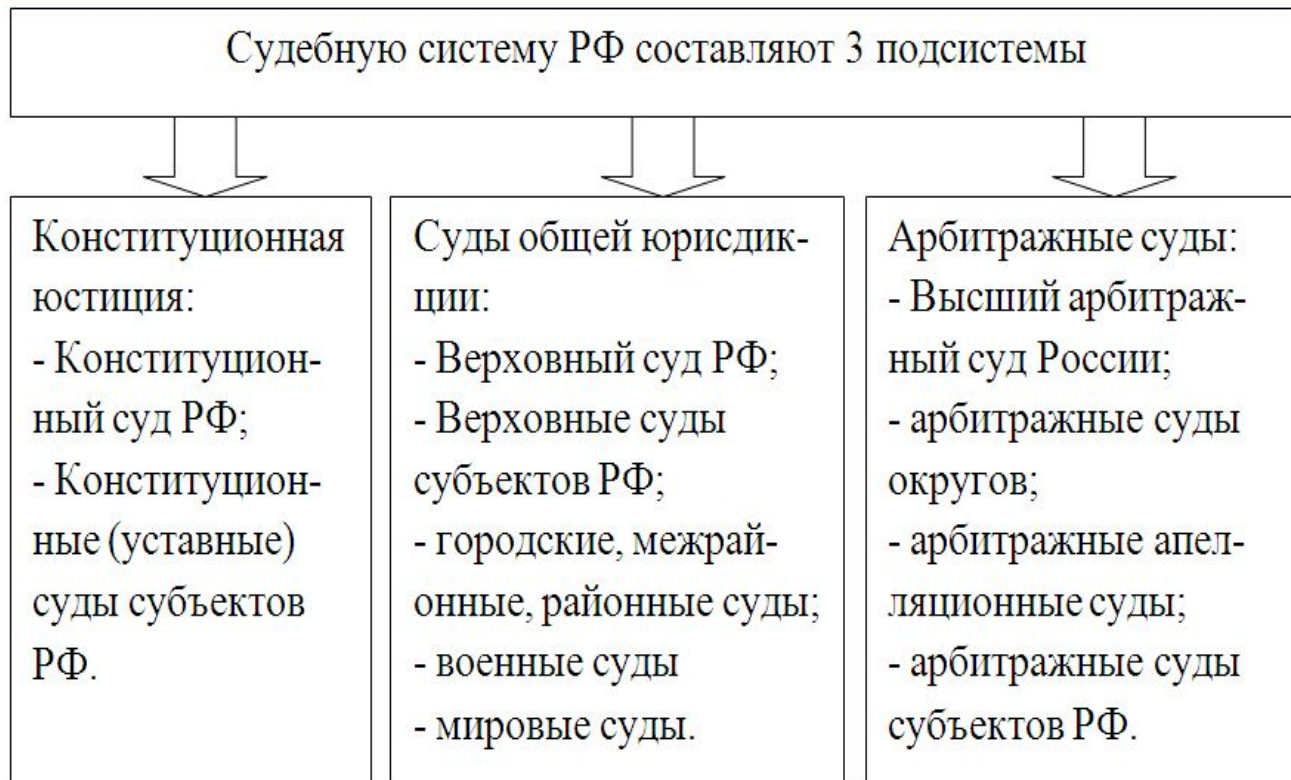 Судебную систему РФ составляют 3 подсистемы
Конституционная
юстиция:
- Конституцион-
ный суд РФ;
- Конституцион-
ные (уставные)
суды субъектов
РФ.
Суды общей юрисдик-
ции:
- Верховный суд РФ;
- Верховные суды
субъектов РФ;
- городские, межрай-
онные, районные суды;
- военные суды
- мировые суды.
Арбитражные суды:
- Высший арбитраж-
ный суд России;
- арбитражные суды
округов;
- арбитражные апел-
ляционные суды;
- арбитражные суды
субъектов РФ.